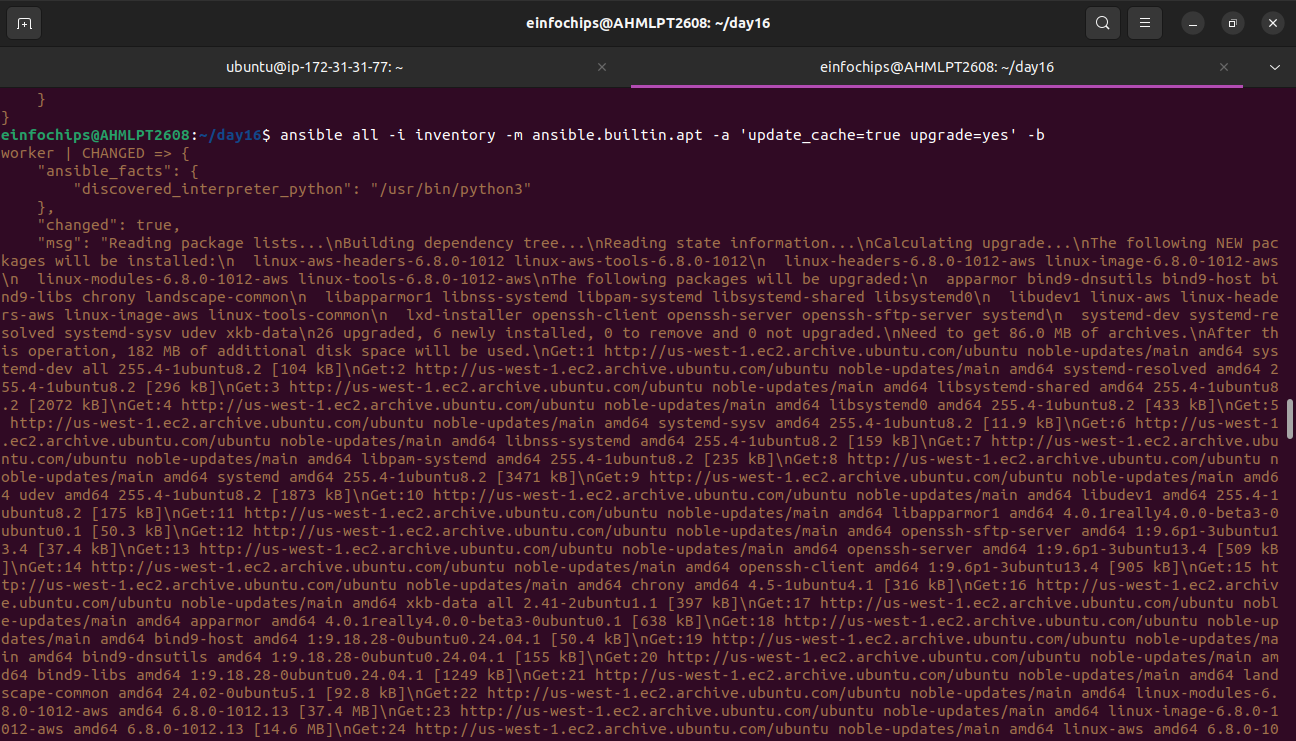 einfochips@AHMLPT2608: ~/day16
ubuntu@ip-172-31-31-77: ~
einfochips@AHMLPT2608: ~/day16
    }
}
einfochips@AHMLPT2608:~/day16$ ansible all -i inventory -m ansible.builtin.apt -a 'update_cache=true upgrade=yes' -b
worker | CHANGED => {
    "ansible_facts": {
        "discovered_interpreter_python": "/usr/bin/python3"
    },
    "changed": true,
    "msg": "Reading package lists...\nBuilding dependency tree...\nReading state information...\nCalculating upgrade...\nThe following NEW pac
kages will be installed:\n  linux-aws-headers-6.8.0-1012 linux-aws-tools-6.8.0-1012\n  linux-headers-6.8.0-1012-aws linux-image-6.8.0-1012-aws
\n  linux-modules-6.8.0-1012-aws linux-tools-6.8.0-1012-aws\nThe following packages will be upgraded:\n  apparmor bind9-dnsutils bind9-host bi
nd9-libs chrony landscape-common\n  libapparmor1 libnss-systemd libpam-systemd libsystemd-shared libsystemd0\n  libudev1 linux-aws linux-heade
rs-aws linux-image-aws linux-tools-common\n  lxd-installer openssh-client openssh-server openssh-sftp-server systemd\n  systemd-dev systemd-re
solved systemd-sysv udev xkb-data\n26 upgraded, 6 newly installed, 0 to remove and 0 not upgraded.\nNeed to get 86.0 MB of archives.\nAfter th
is operation, 182 MB of additional disk space will be used.\nGet:1 http://us-west-1.ec2.archive.ubuntu.com/ubuntu noble-updates/main amd64 sys
temd-dev all 255.4-1ubuntu8.2 [104 kB]\nGet:2 http://us-west-1.ec2.archive.ubuntu.com/ubuntu noble-updates/main amd64 systemd-resolved amd64 2
55.4-1ubuntu8.2 [296 kB]\nGet:3 http://us-west-1.ec2.archive.ubuntu.com/ubuntu noble-updates/main amd64 libsystemd-shared amd64 255.4-1ubuntu8
.2 [2072 kB]\nGet:4 http://us-west-1.ec2.archive.ubuntu.com/ubuntu noble-updates/main amd64 libsystemd0 amd64 255.4-1ubuntu8.2 [433 kB]\nGet:5
 http://us-west-1.ec2.archive.ubuntu.com/ubuntu noble-updates/main amd64 systemd-sysv amd64 255.4-1ubuntu8.2 [11.9 kB]\nGet:6 http://us-west-1
.ec2.archive.ubuntu.com/ubuntu noble-updates/main amd64 libnss-systemd amd64 255.4-1ubuntu8.2 [159 kB]\nGet:7 http://us-west-1.ec2.archive.ubu
ntu.com/ubuntu noble-updates/main amd64 libpam-systemd amd64 255.4-1ubuntu8.2 [235 kB]\nGet:8 http://us-west-1.ec2.archive.ubuntu.com/ubuntu n
oble-updates/main amd64 systemd amd64 255.4-1ubuntu8.2 [3471 kB]\nGet:9 http://us-west-1.ec2.archive.ubuntu.com/ubuntu noble-updates/main amd6
4 udev amd64 255.4-1ubuntu8.2 [1873 kB]\nGet:10 http://us-west-1.ec2.archive.ubuntu.com/ubuntu noble-updates/main amd64 libudev1 amd64 255.4-1
ubuntu8.2 [175 kB]\nGet:11 http://us-west-1.ec2.archive.ubuntu.com/ubuntu noble-updates/main amd64 libapparmor1 amd64 4.0.1really4.0.0-beta3-0
ubuntu0.1 [50.3 kB]\nGet:12 http://us-west-1.ec2.archive.ubuntu.com/ubuntu noble-updates/main amd64 openssh-sftp-server amd64 1:9.6p1-3ubuntu1
3.4 [37.4 kB]\nGet:13 http://us-west-1.ec2.archive.ubuntu.com/ubuntu noble-updates/main amd64 openssh-server amd64 1:9.6p1-3ubuntu13.4 [509 kB
]\nGet:14 http://us-west-1.ec2.archive.ubuntu.com/ubuntu noble-updates/main amd64 openssh-client amd64 1:9.6p1-3ubuntu13.4 [905 kB]\nGet:15 ht
tp://us-west-1.ec2.archive.ubuntu.com/ubuntu noble-updates/main amd64 chrony amd64 4.5-1ubuntu4.1 [316 kB]\nGet:16 http://us-west-1.ec2.archiv
e.ubuntu.com/ubuntu noble-updates/main amd64 xkb-data all 2.41-2ubuntu1.1 [397 kB]\nGet:17 http://us-west-1.ec2.archive.ubuntu.com/ubuntu nobl
e-updates/main amd64 apparmor amd64 4.0.1really4.0.0-beta3-0ubuntu0.1 [638 kB]\nGet:18 http://us-west-1.ec2.archive.ubuntu.com/ubuntu noble-up
dates/main amd64 bind9-host amd64 1:9.18.28-0ubuntu0.24.04.1 [50.4 kB]\nGet:19 http://us-west-1.ec2.archive.ubuntu.com/ubuntu noble-updates/ma
in amd64 bind9-dnsutils amd64 1:9.18.28-0ubuntu0.24.04.1 [155 kB]\nGet:20 http://us-west-1.ec2.archive.ubuntu.com/ubuntu noble-updates/main am
d64 bind9-libs amd64 1:9.18.28-0ubuntu0.24.04.1 [1249 kB]\nGet:21 http://us-west-1.ec2.archive.ubuntu.com/ubuntu noble-updates/main amd64 land
scape-common amd64 24.02-0ubuntu5.1 [92.8 kB]\nGet:22 http://us-west-1.ec2.archive.ubuntu.com/ubuntu noble-updates/main amd64 linux-modules-6.
8.0-1012-aws amd64 6.8.0-1012.13 [37.4 MB]\nGet:23 http://us-west-1.ec2.archive.ubuntu.com/ubuntu noble-updates/main amd64 linux-image-6.8.0-1
012-aws amd64 6.8.0-1012.13 [14.6 MB]\nGet:24 http://us-west-1.ec2.archive.ubuntu.com/ubuntu noble-updates/main amd64 linux-aws amd64 6.8.0-10